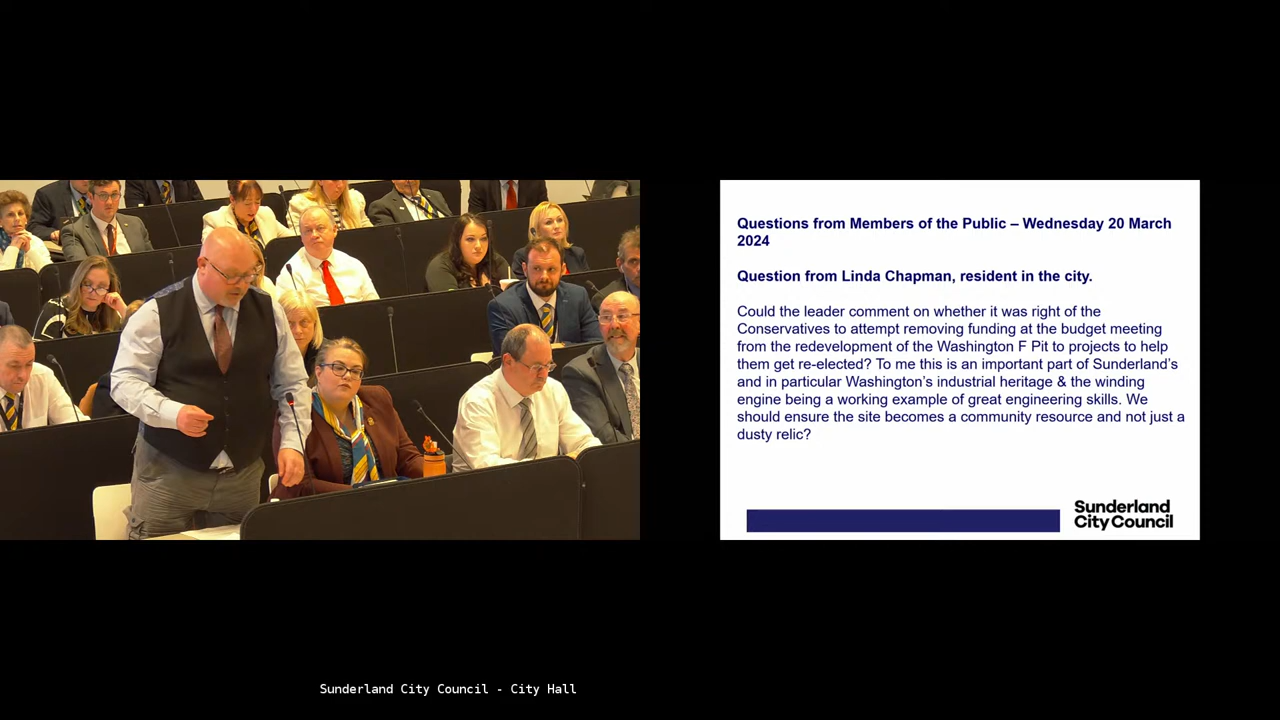 Questions from Members of the Public – Wednesday 20 March
2024
Question from Linda Chapman, resident in the city.
Could the leader comment on whether it was right of the
Conservatives to attempt removing funding at the budget meeting
from the redevelopment of the Washington F Pit to projects to help
them get re-elected? To me this is an important part of Sunderland's
and in particular Washington's industrial heritage & the winding
engine being a working example of great engineering skills. We
should ensure the site becomes a community resource and not just a
dusty relic?
Sunderland
City Council
Sunderland City Council - City Hall